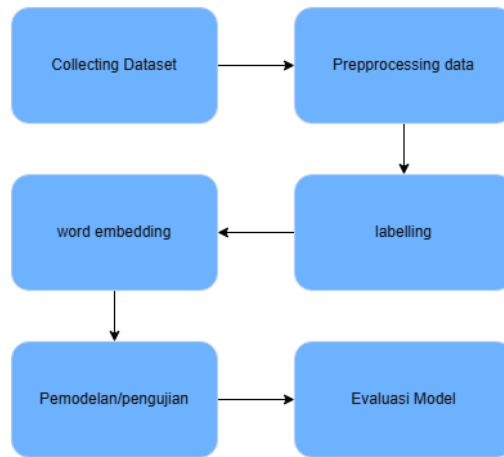 Collecting Dataset
Prepprocessing data
labelling
word embedding
Pemodelan/pengujian
Evaluasi Model